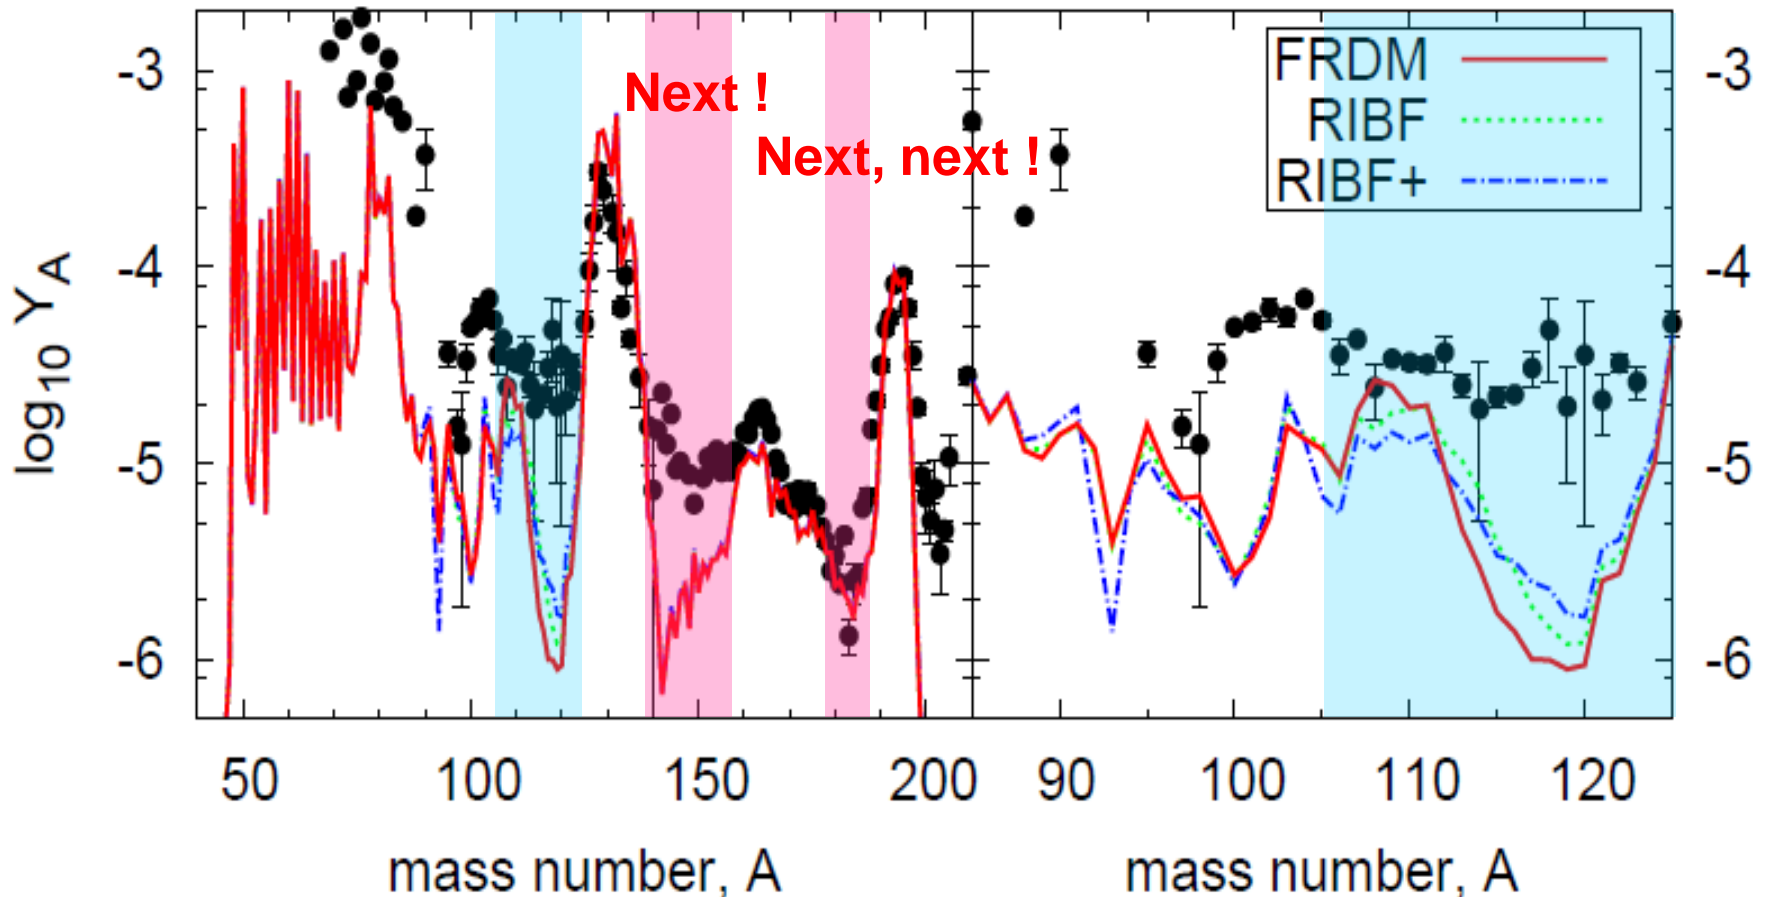 -3
-4
-5
-6
log10 YA
Next !
Next, next !
FRDM
RIBF
RIBF+
-3
-4
-5
-6
50 100 150 200 90 100 110 120
mass number, A mass number, A